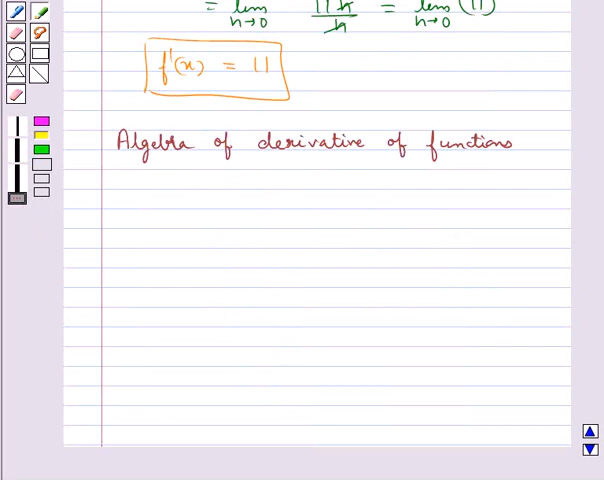 = lim h→0 11h/h = lim h→0 (11)
f'(x) = 11
Algebra of derivative of functions